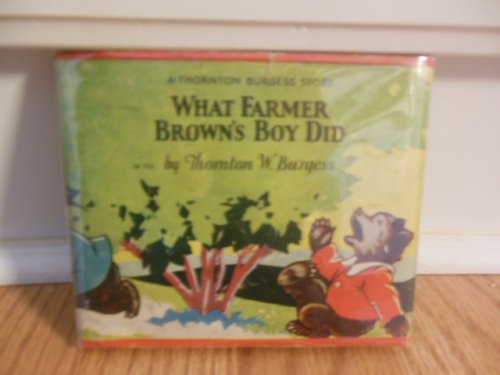 A THORNTON BURGESS STORY
WHAT FARMER
BROWN'S BOY DID
by Thornton W. Burgess